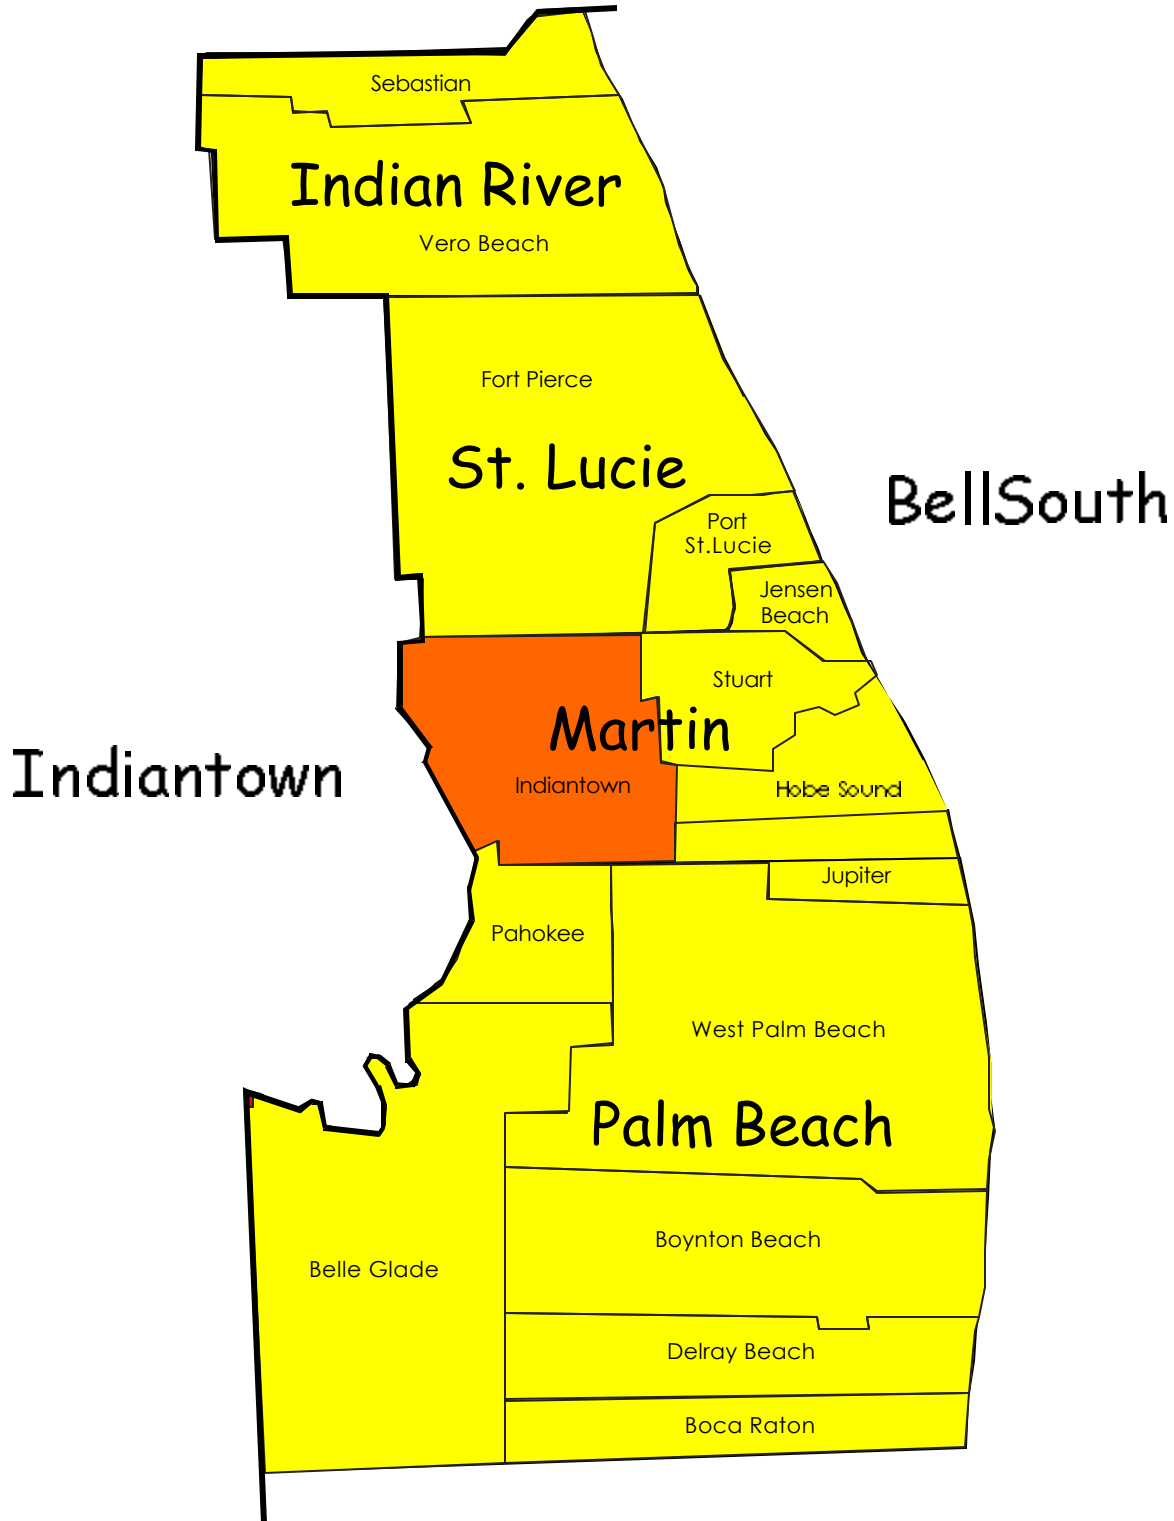 Sebastian
Indian River
Vero Beach
Fort Pierce
St. Lucie
BellSouth
Port
St.Lucie
Jensen
Beach
Stuart
Martin
Indiantown
Indiantown
Hobe Sound
Jupiter
Pahokee
West Palm Beach
Palm Beach
Boynton Beach
Belle Glade
Delray Beach
Boca Raton